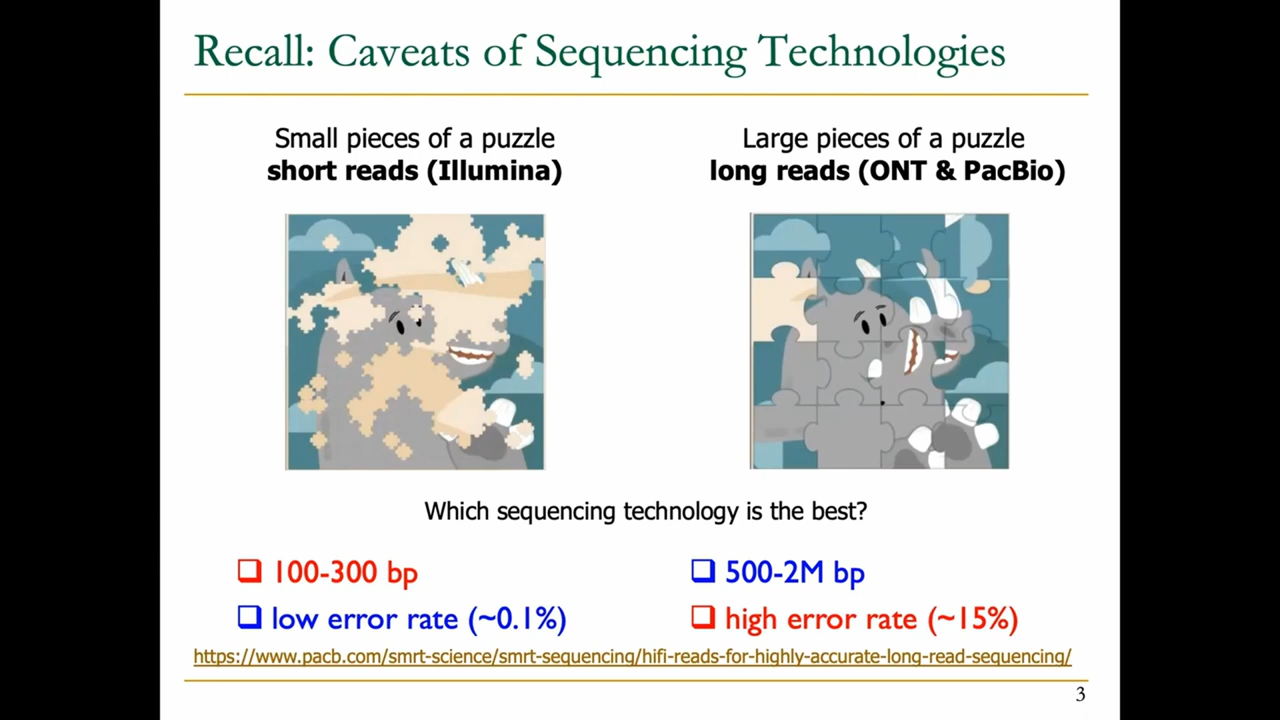 Recall: Caveats of Sequencing Technologies
Small pieces of a puzzle
short reads (Illumina)
Large pieces of a puzzle
long reads (ONT & PacBio)
Which sequencing technology is the best?
100-300 bp
low error rate (~0.1%)
500-2M bp
high error rate (~15%)
https://www.pacb.com/smrt-science/smrt-sequencing/hifi-reads-for-highly-accurate-long-read-sequencing/
3